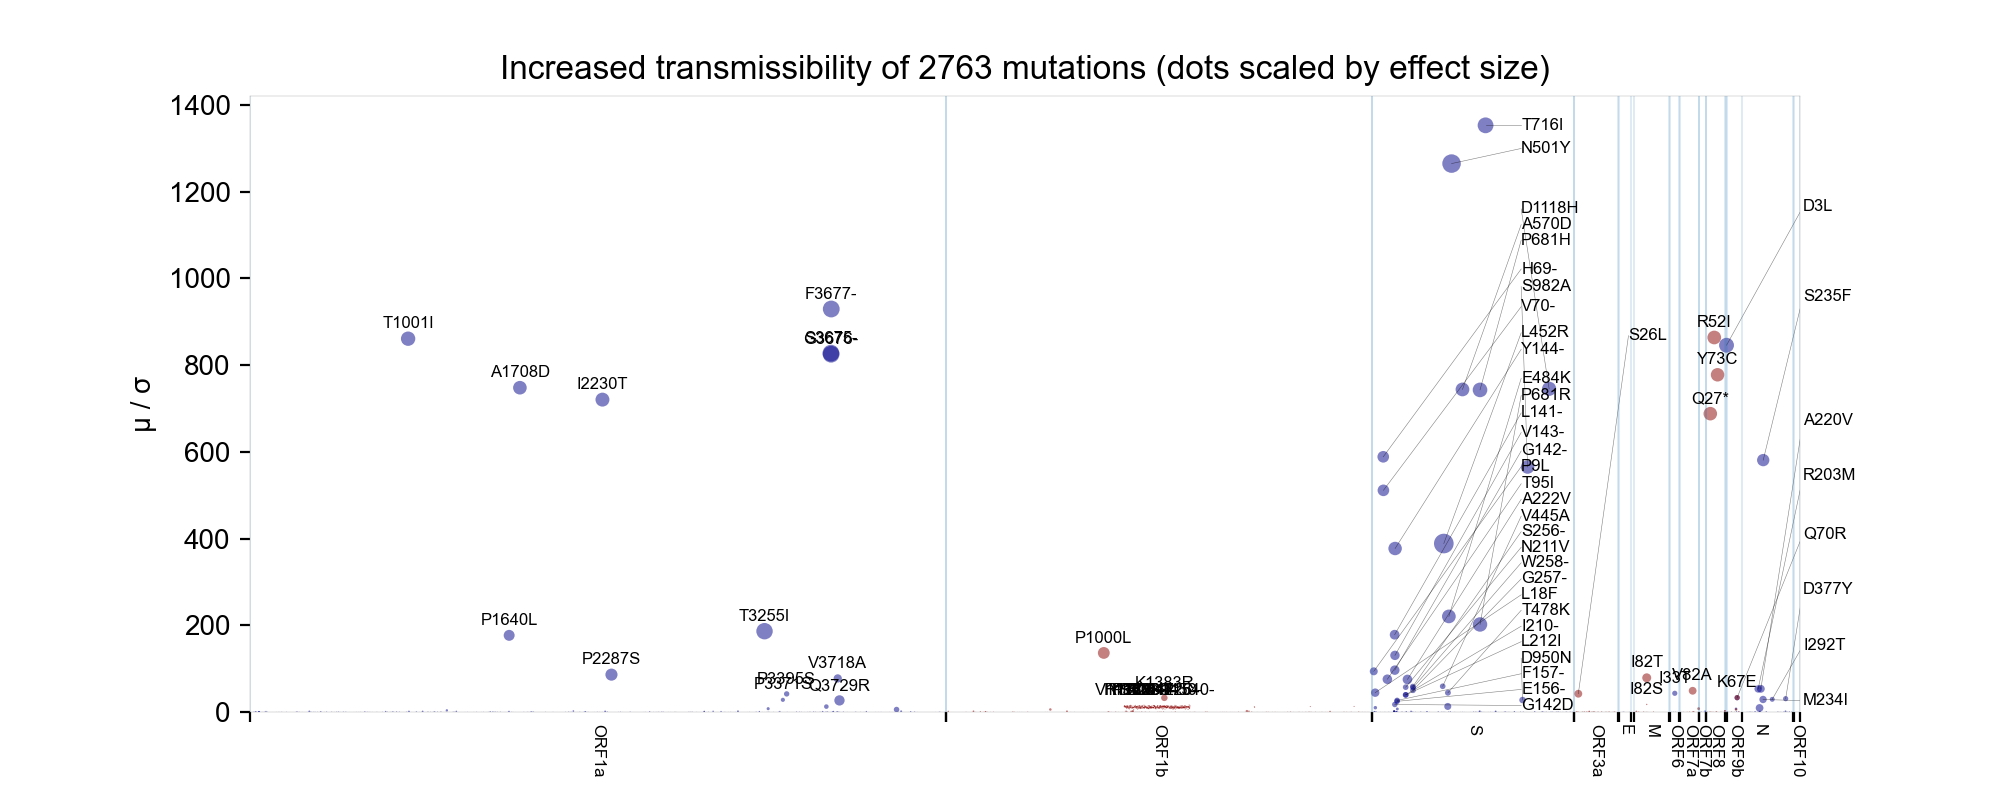 Increased transmissibility of 2763 mutations (dots scaled by effect size)
μ / σ
1400
1200
1000
800
600
400
200
0
T1001I
A1708D
I2230T
F3677-
S3675-
P1640L
P2287S
T3255I
V3718A
P3395S
P3371S
Q3729R
P1000L
K1383R
T716I
N501Y
D1118H
A570D
P681H
H69-
S982A
V70-
L452R
Y144-
E484K
P681R
L141-
V143-
G142-
P9L
T95I
A222V
V445A
S256-
N211V
W258-
G257-
L18F
T478K
I210-
L212I
D950N
F157-
E156-
G142D
S26L
R52I
Y73C
Q27*
I82T
I33T
V82A
I82S
K67E
D3L
S235F
A220V
R203M
Q70R
D377Y
I292T
M234I
ORF1a
ORF1b
S
ORF3a
E
M
ORF6
ORF7a
ORF7b
ORF8
ORF9b
N
ORF10